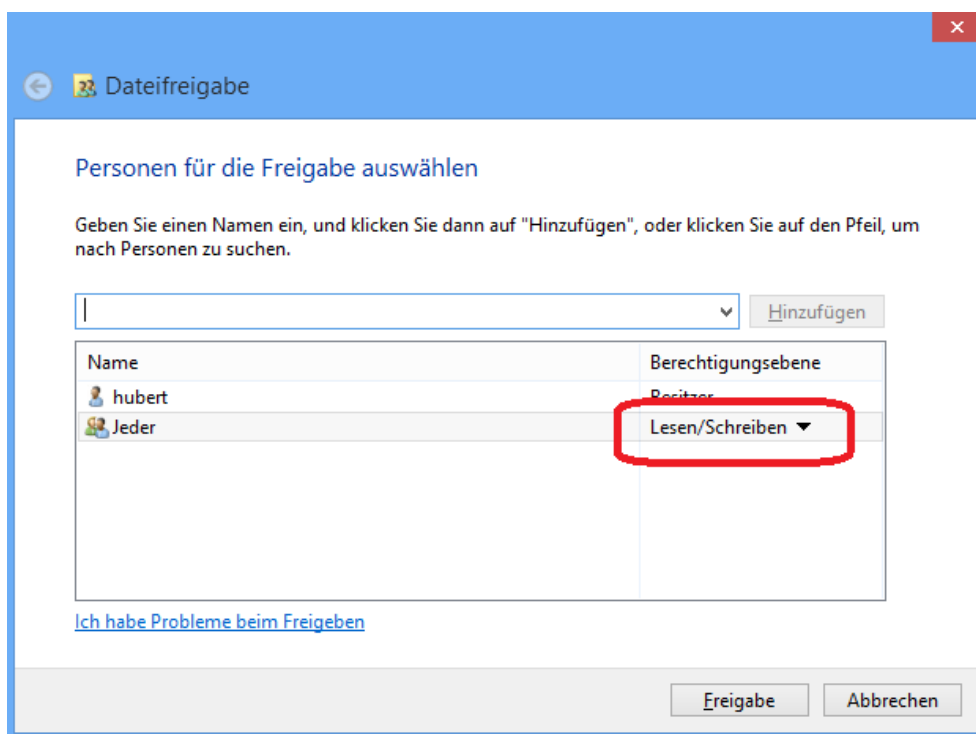 Dateifreigabe
Personen für die Freigabe auswählen
Geben Sie einen Namen ein, und klicken Sie dann auf "Hinzufügen", oder klicken Sie auf den Pfeil, um
nach Personen zu suchen.
Hinzufügen
Name Berechtigungsebene
hubert Besitzer
Jeder Lesen/Schreiben
Ich habe Probleme beim Freigeben
Freigabe Abbrechen